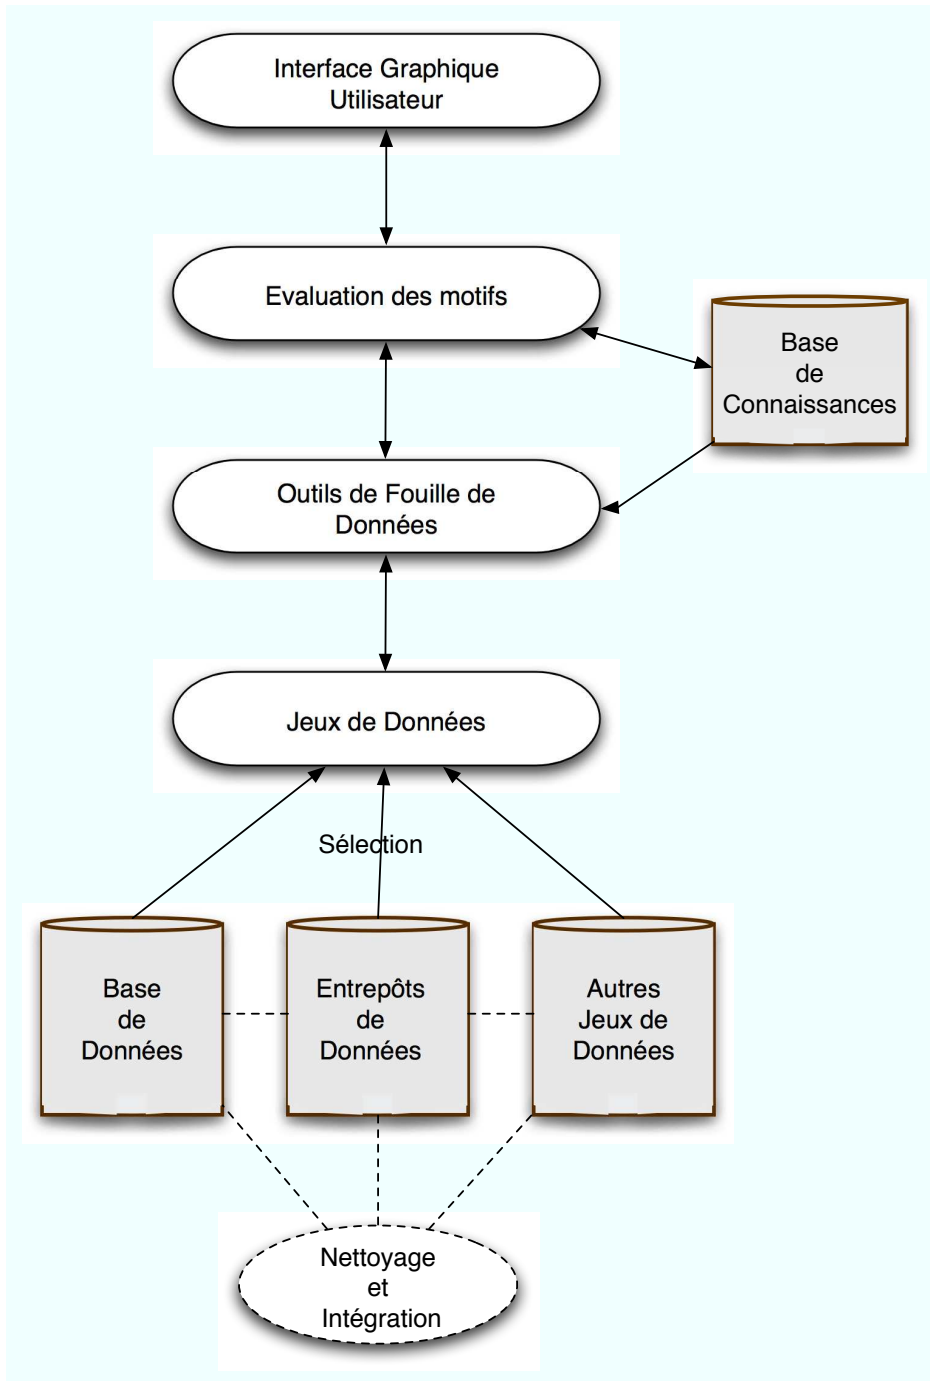 Interface Graphique
Utilisateur
Evaluation des motifs
Base
de
Connaissances
Outils de Fouille de
Données
Jeux de Données
Sélection
Base
de
Données
Entrepôts
de
Données
Autres
Jeux de
Données
Nettoyage
et
Intégration